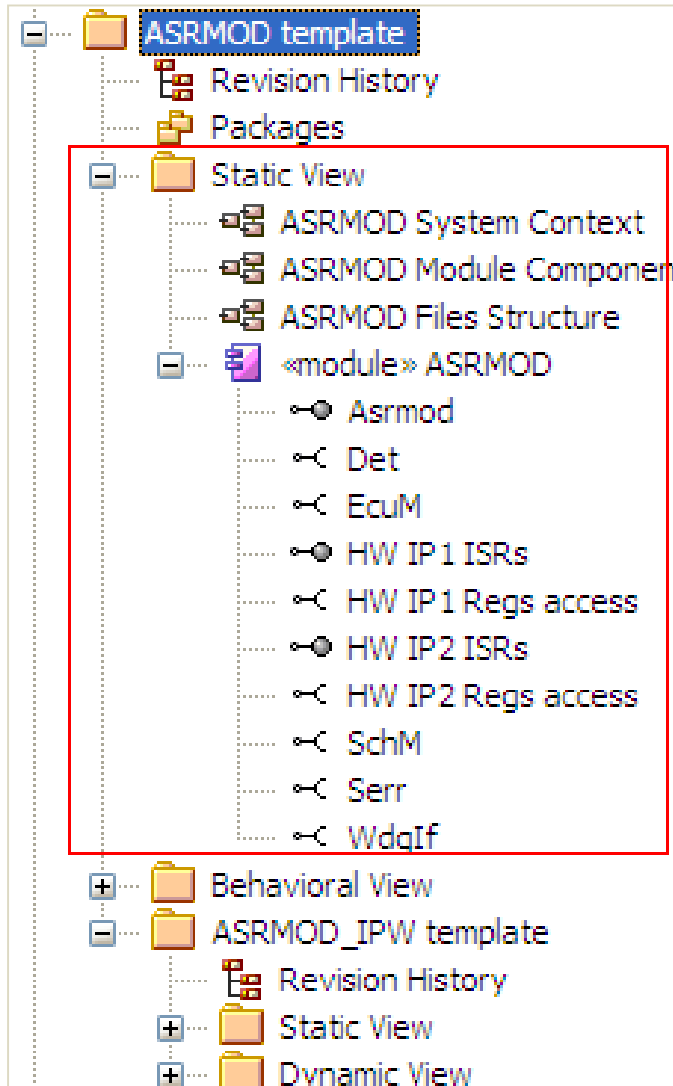 ASRMOD template
Revision History
Packages
Static View
ASRMOD System Context
ASRMOD Module Componen
ASRMOD Files Structure
«module» ASRMOD
Asrmod
Det
EcuM
HW IP1 ISRs
HW IP1 Regs access
HW IP2 ISRs
HW IP2 Regs access
SchM
Serr
WdgIf
Behavioral View
ASRMOD_IPW template
Revision History
Static View
Dynamic View